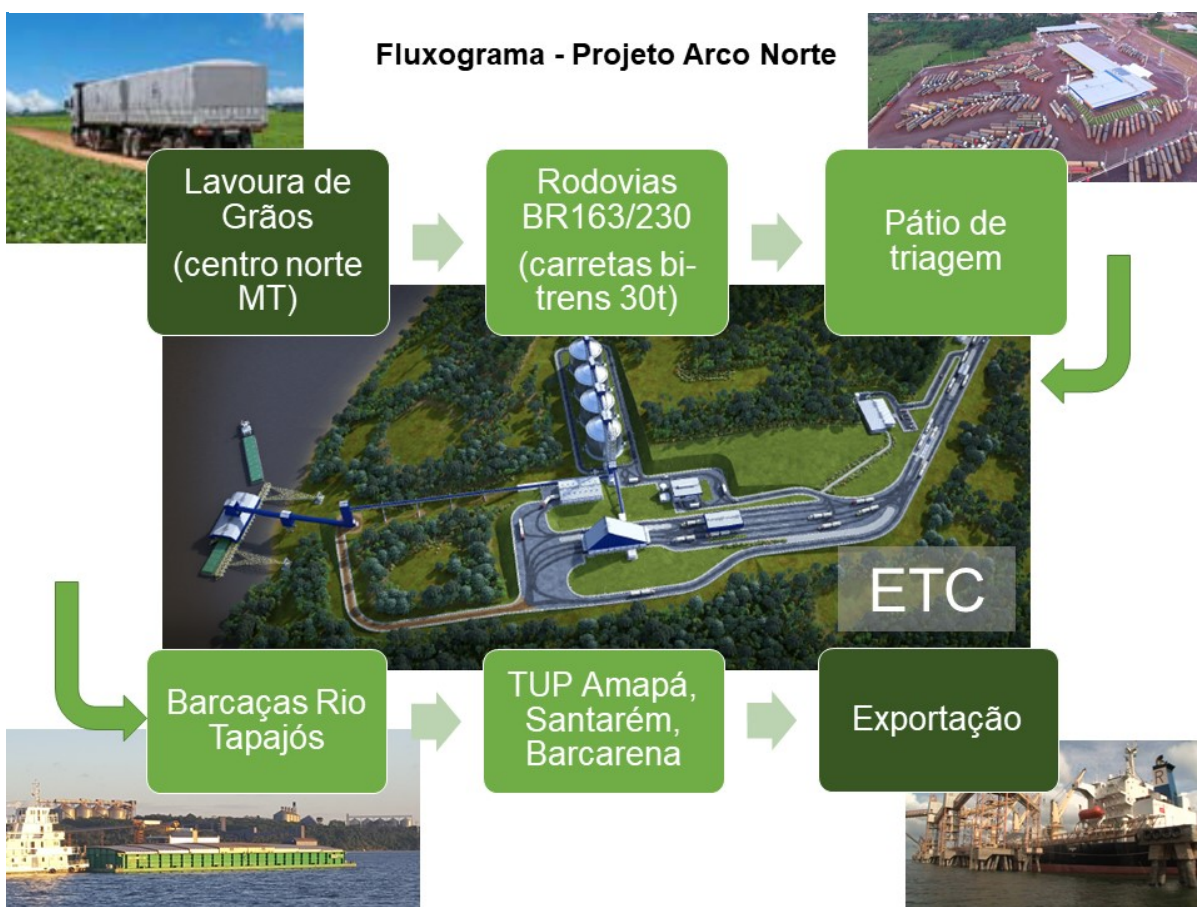 Fluxograma - Projeto Arco Norte
Lavoura de
Grãos
(centro norte
MT)
Rodovias
BR163/230
(carretas bi-
trens 30t)
Pátio de
triagem
ETC
Barcaças Rio
Tapajós
TUP Amapá,
Santarém,
Barcarena
Exportação